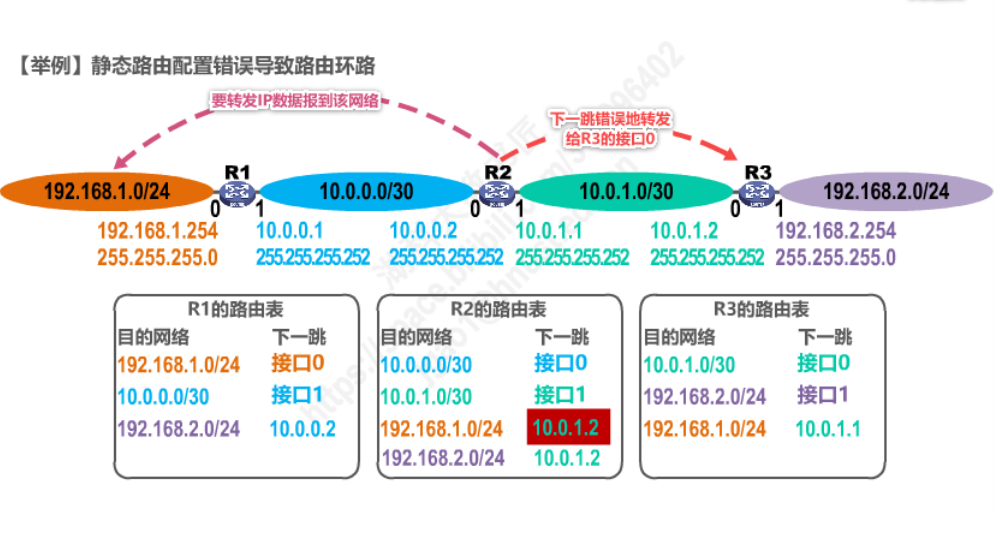 【举例】静态路由配置错误导致路由环路
要转发IP数据报到该网络
下一跳错误地转发
给R3的接口0
R1 R2 R3
192.168.1.0/24 10.0.0.0/30 10.0.1.0/30 192.168.2.0/24
0 1 0 1 0 1
192.168.1.254 10.0.0.1 10.0.0.2 10.0.1.1 10.0.1.2 192.168.2.254
255.255.255.0 255.255.255.252 255.255.255.252 255.255.255.252 255.255.255.252 255.255.255.0
R1的路由表
目的网络 下一跳
192.168.1.0/24 接口0
10.0.0.0/30 接口1
192.168.2.0/24 10.0.0.2
R2的路由表
目的网络 下一跳
10.0.0.0/30 接口0
10.0.1.0/30 接口1
192.168.1.0/24 10.0.1.2
192.168.2.0/24 10.0.1.2
R3的路由表
目的网络 下一跳
10.0.1.0/30 接口0
192.168.2.0/24 接口1
192.168.1.0/24 10.0.1.1